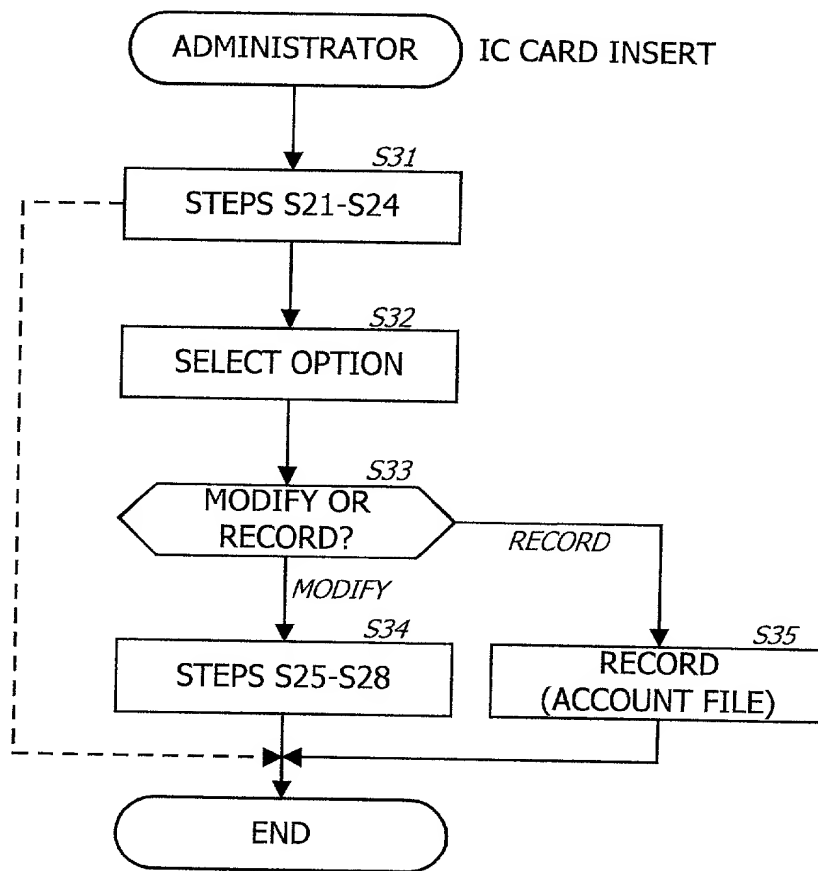 ADMINISTRATOR
IC CARD INSERT
S31
STEPS S21-S24
S32
SELECT OPTION
S33
MODIFY OR
RECORD?
RECORD
MODIFY
S34
STEPS S25-S28
S35
RECORD
(ACCOUNT FILE)
END